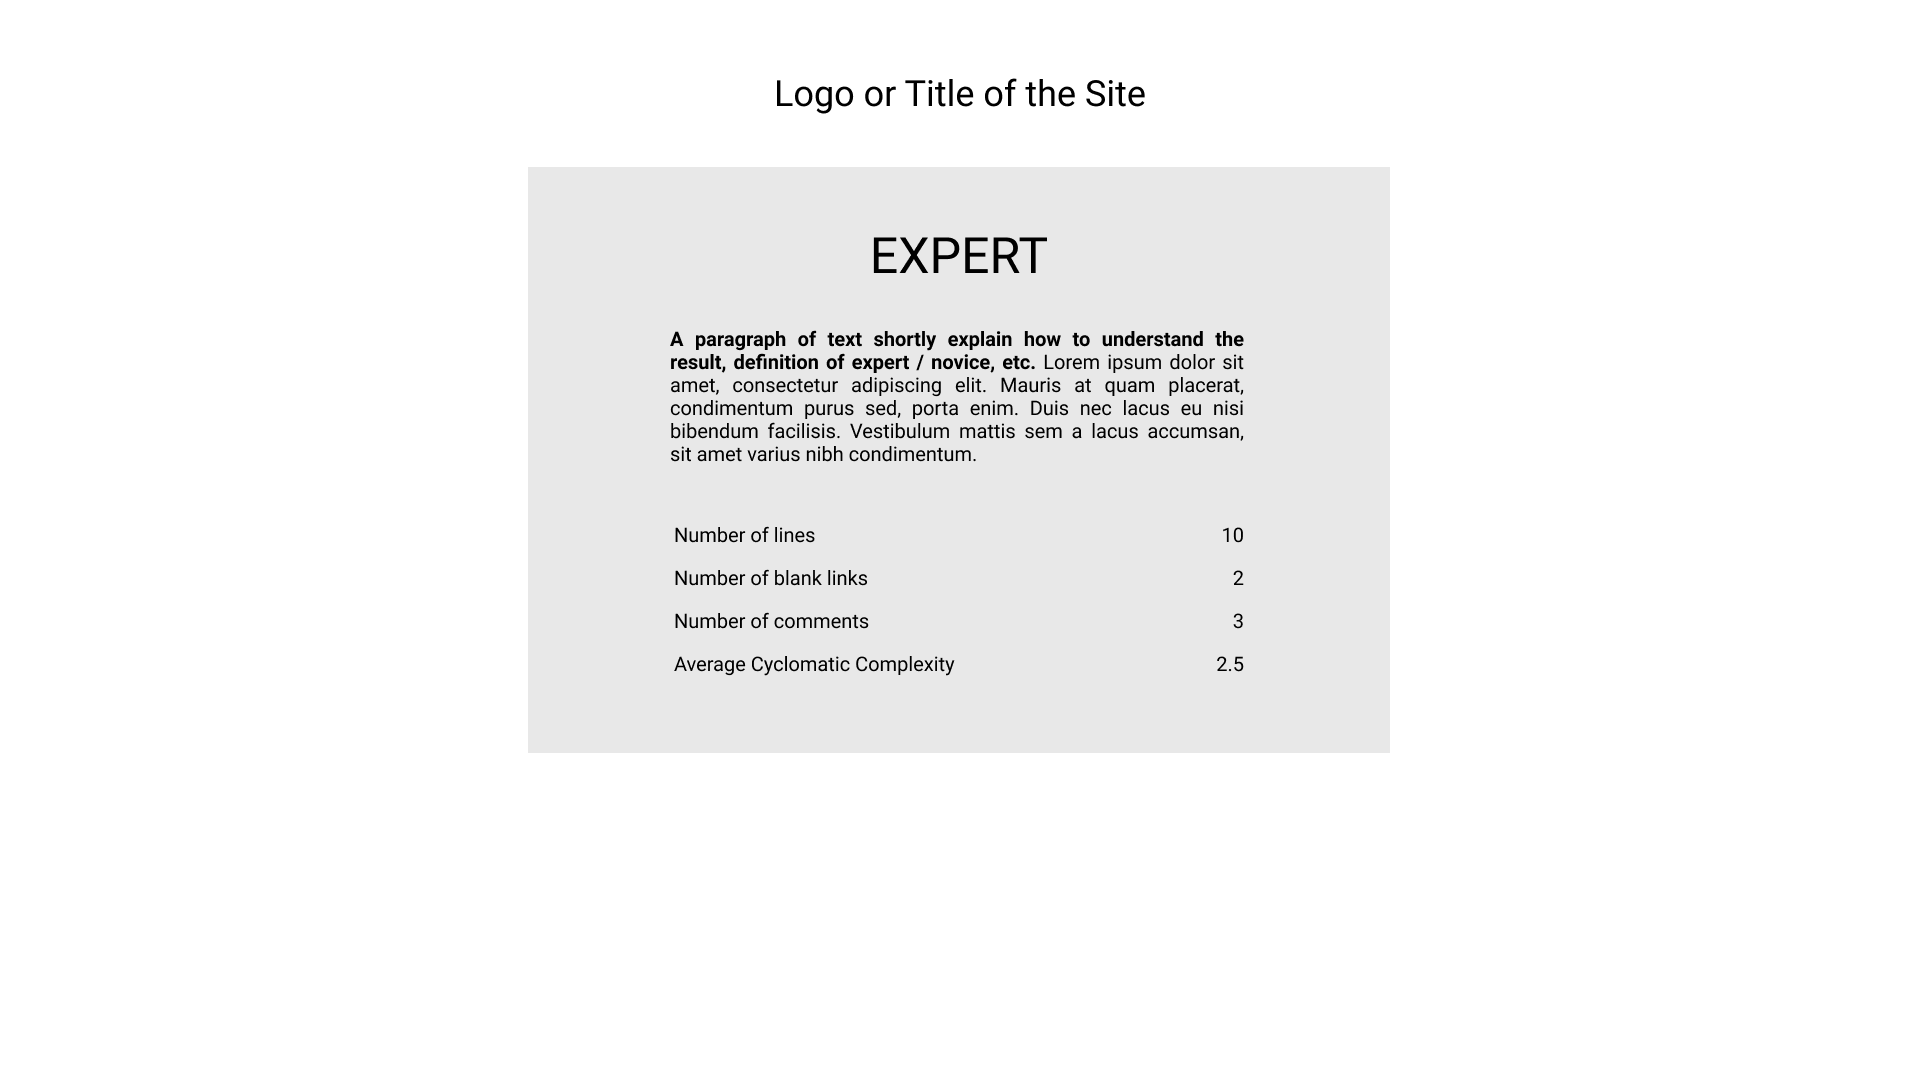 Logo or Title of the Site
EXPERT
A paragraph of text shortly explain how to understand the
result, definition of expert / novice, etc. Lorem ipsum dolor sit
amet, consectetur adipiscing elit. Mauris at quam placerat,
condimentum purus sed, porta enim. Duis nec lacus eu nisi
bibendum facilisis. Vestibulum mattis sem a lacus accumsan,
sit amet varius nibh condimentum.
Number of lines 10
Number of blank links 2
Number of comments 3
Average Cyclomatic Complexity 2.5